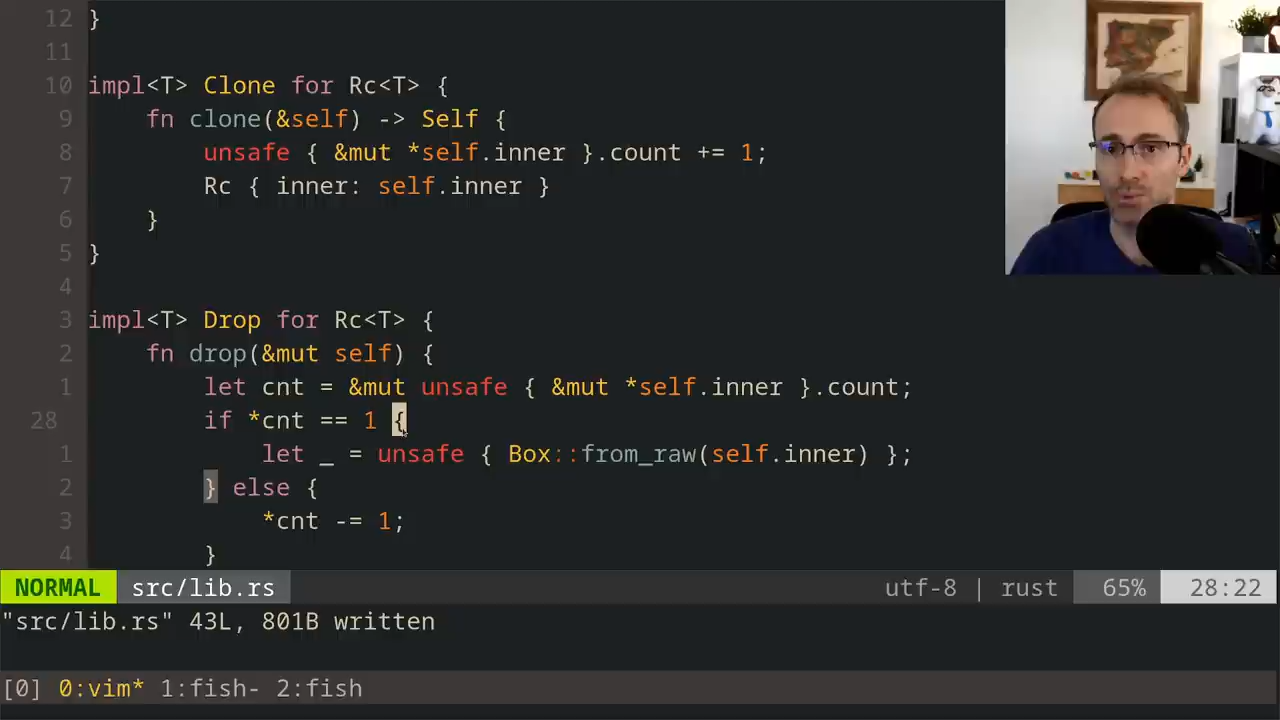 12 }
11
10 impl<T> Clone for Rc<T> {
9     fn clone(&self) -> Self {
8         unsafe { &mut *self.inner }.count += 1;
7         Rc { inner: self.inner }
6     }
5 }
4
3 impl<T> Drop for Rc<T> {
2     fn drop(&mut self) {
1         let cnt = &mut unsafe { &mut *self.inner }.count;
28         if *cnt == 1 {
1             let _ = unsafe { Box::from_raw(self.inner) };
2         } else {
3             *cnt -= 1;
4         }
NORMAL src/lib.rs utf-8 | rust 65% 28:22
"src/lib.rs" 43L, 801B written
[0] 0:vim* 1:fish- 2:fish